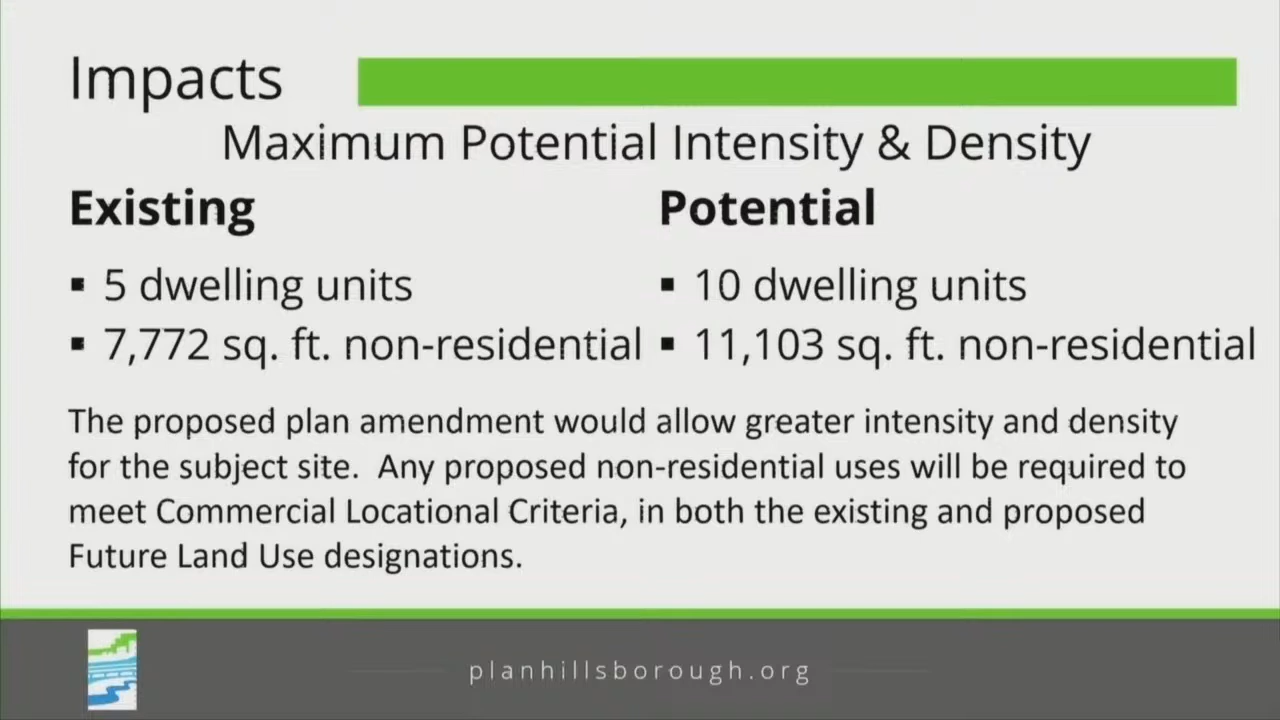 Impacts
Maximum Potential Intensity & Density
Existing
▪ 5 dwelling units
▪ 7,772 sq. ft. non-residential
Potential
▪ 10 dwelling units
▪ 11,103 sq. ft. non-residential
The proposed plan amendment would allow greater intensity and density
for the subject site.  Any proposed non-residential uses will be required to
meet Commercial Locational Criteria, in both the existing and proposed
Future Land Use designations.
planhillsborough.org